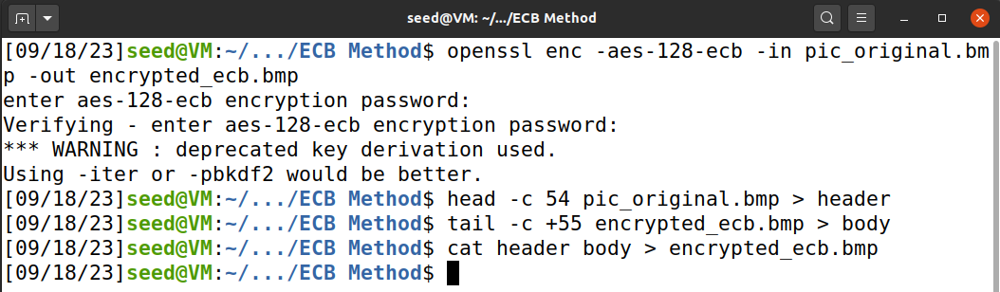 seed@VM: ~/.../ECB Method
[09/18/23]seed@VM:~/.../ECB Method$ openssl enc -aes-128-ecb -in pic_original.bm
p -out encrypted_ecb.bmp
enter aes-128-ecb encryption password:
Verifying - enter aes-128-ecb encryption password:
*** WARNING : deprecated key derivation used.
Using -iter or -pbkdf2 would be better.
[09/18/23]seed@VM:~/.../ECB Method$ head -c 54 pic_original.bmp > header
[09/18/23]seed@VM:~/.../ECB Method$ tail -c +55 encrypted_ecb.bmp > body
[09/18/23]seed@VM:~/.../ECB Method$ cat header body > encrypted_ecb.bmp
[09/18/23]seed@VM:~/.../ECB Method$